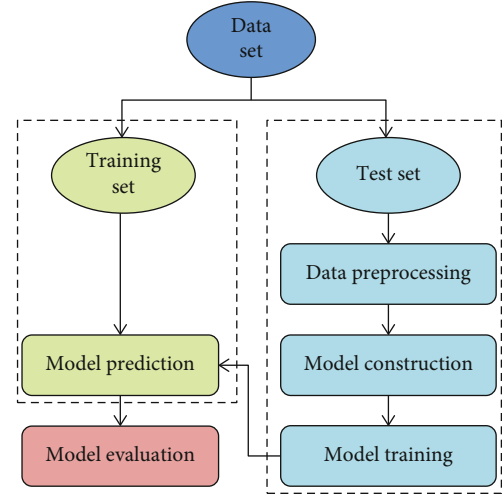 Data
set
Training
set
Test set
Data preprocessing
Model prediction
Model construction
Model evaluation
Model training